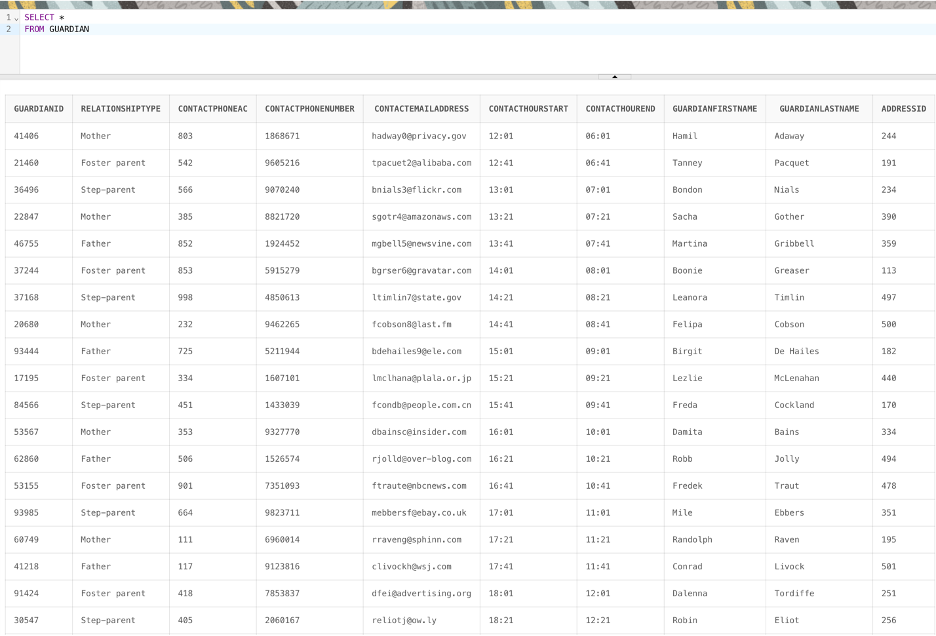 1 SELECT *
2 FROM GUARDIAN
GUARDIANID RELATIONSHIPTYPE CONTACTPHONEAC CONTACTPHONENUMBER CONTACTEMAILADDRESS CONTACTHOURSTART CONTACTHOUREND GUARDIANFIRSTNAME GUARDIANLASTNAME ADDRESSID
41406 Mother 803 1868671 hadway0@privacy.gov 12:01 06:01 Hamil Adaway 244
21460 Foster parent 542 9605216 tpacuet2@alibaba.com 12:41 06:41 Tanney Pacquet 191
36496 Step-parent 566 9070240 bnials3@flickr.com 13:01 07:01 Bondon Nials 234
22847 Mother 385 8821720 sgotr4@amazonaws.com 13:21 07:21 Sacha Gother 390
46755 Father 852 1924452 mgbell5@newsvine.com 13:41 07:41 Martina Gribbell 359
37244 Foster parent 853 5915279 bgrser6@gravatar.com 14:01 08:01 Boonie Greaser 113
37168 Step-parent 998 4850613 ltimlin7@state.gov 14:21 08:21 Leanora Timlin 497
20680 Mother 232 9462265 fcobson8@last.fm 14:41 08:41 Felipa Cobson 500
93444 Father 725 5211944 bdehailes9@ele.com 15:01 09:01 Birgit De Hailes 182
17195 Foster parent 334 1607101 lmclhana@plala.or.jp 15:21 09:21 Lezlie McLenahan 440
84566 Step-parent 451 1433039 fcondb@people.com.cn 15:41 09:41 Freda Cockland 170
53567 Mother 353 9327770 dbainsc@insider.com 16:01 10:01 Damita Bains 334
62860 Father 506 1526574 rjolld@over-blog.com 16:21 10:21 Robb Jolly 494
53155 Foster parent 901 7351093 ftraute@nbcnews.com 16:41 10:41 Fredek Traut 478
93985 Step-parent 664 9823711 mebbersf@ebay.co.uk 17:01 11:01 Mile Ebbers 351
60749 Mother 111 6960014 rraveng@sphinn.com 17:21 11:21 Randolph Raven 195
41218 Father 117 9123816 clivockh@wsj.com 17:41 11:41 Conrad Livock 501
91424 Foster parent 418 7853837 dfei@advertising.org 18:01 12:01 Dalenna Tordiffe 251
30547 Step-parent 405 2060167 reliotj@ow.ly 18:21 12:21 Robin Eliot 256